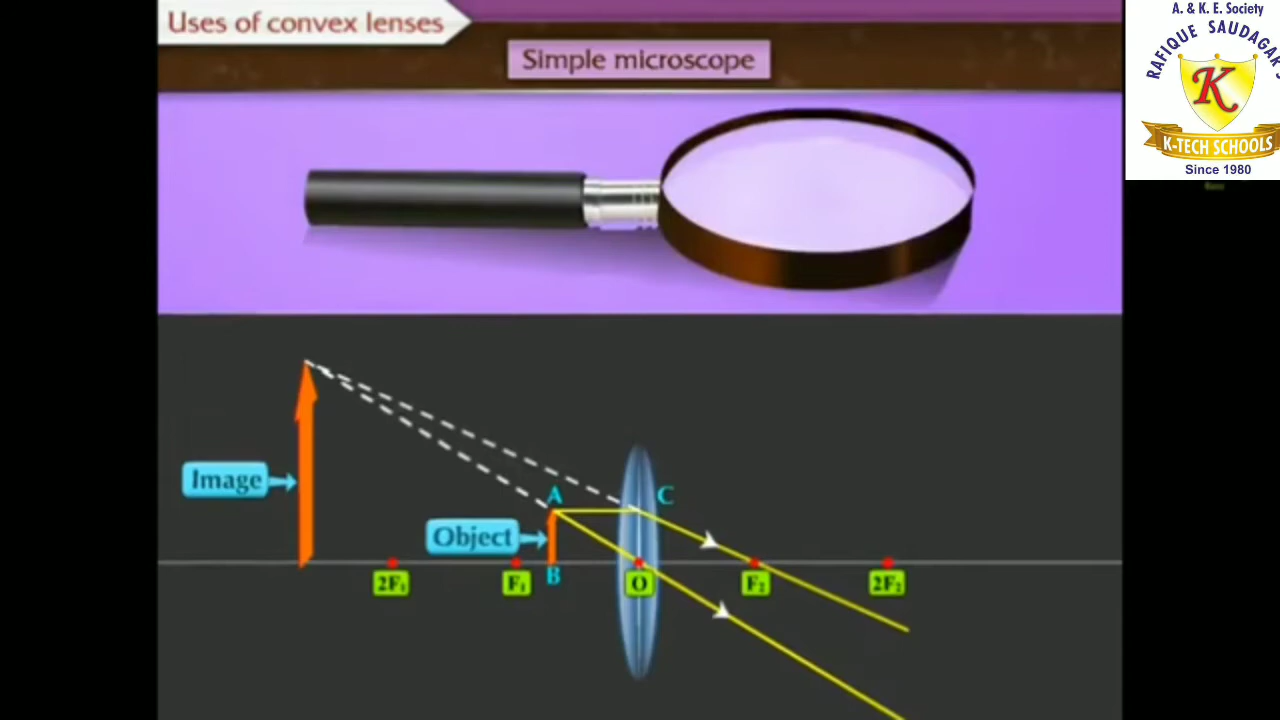 Uses of convex lenses
Simple microscope
A. & K. E. Society
RAFIQUE SAUDAGAR'S
K
K-TECH SCHOOLS
Since 1980
Image
Object
A
C
B
2F₁
F₁
O
F₂
2F₂